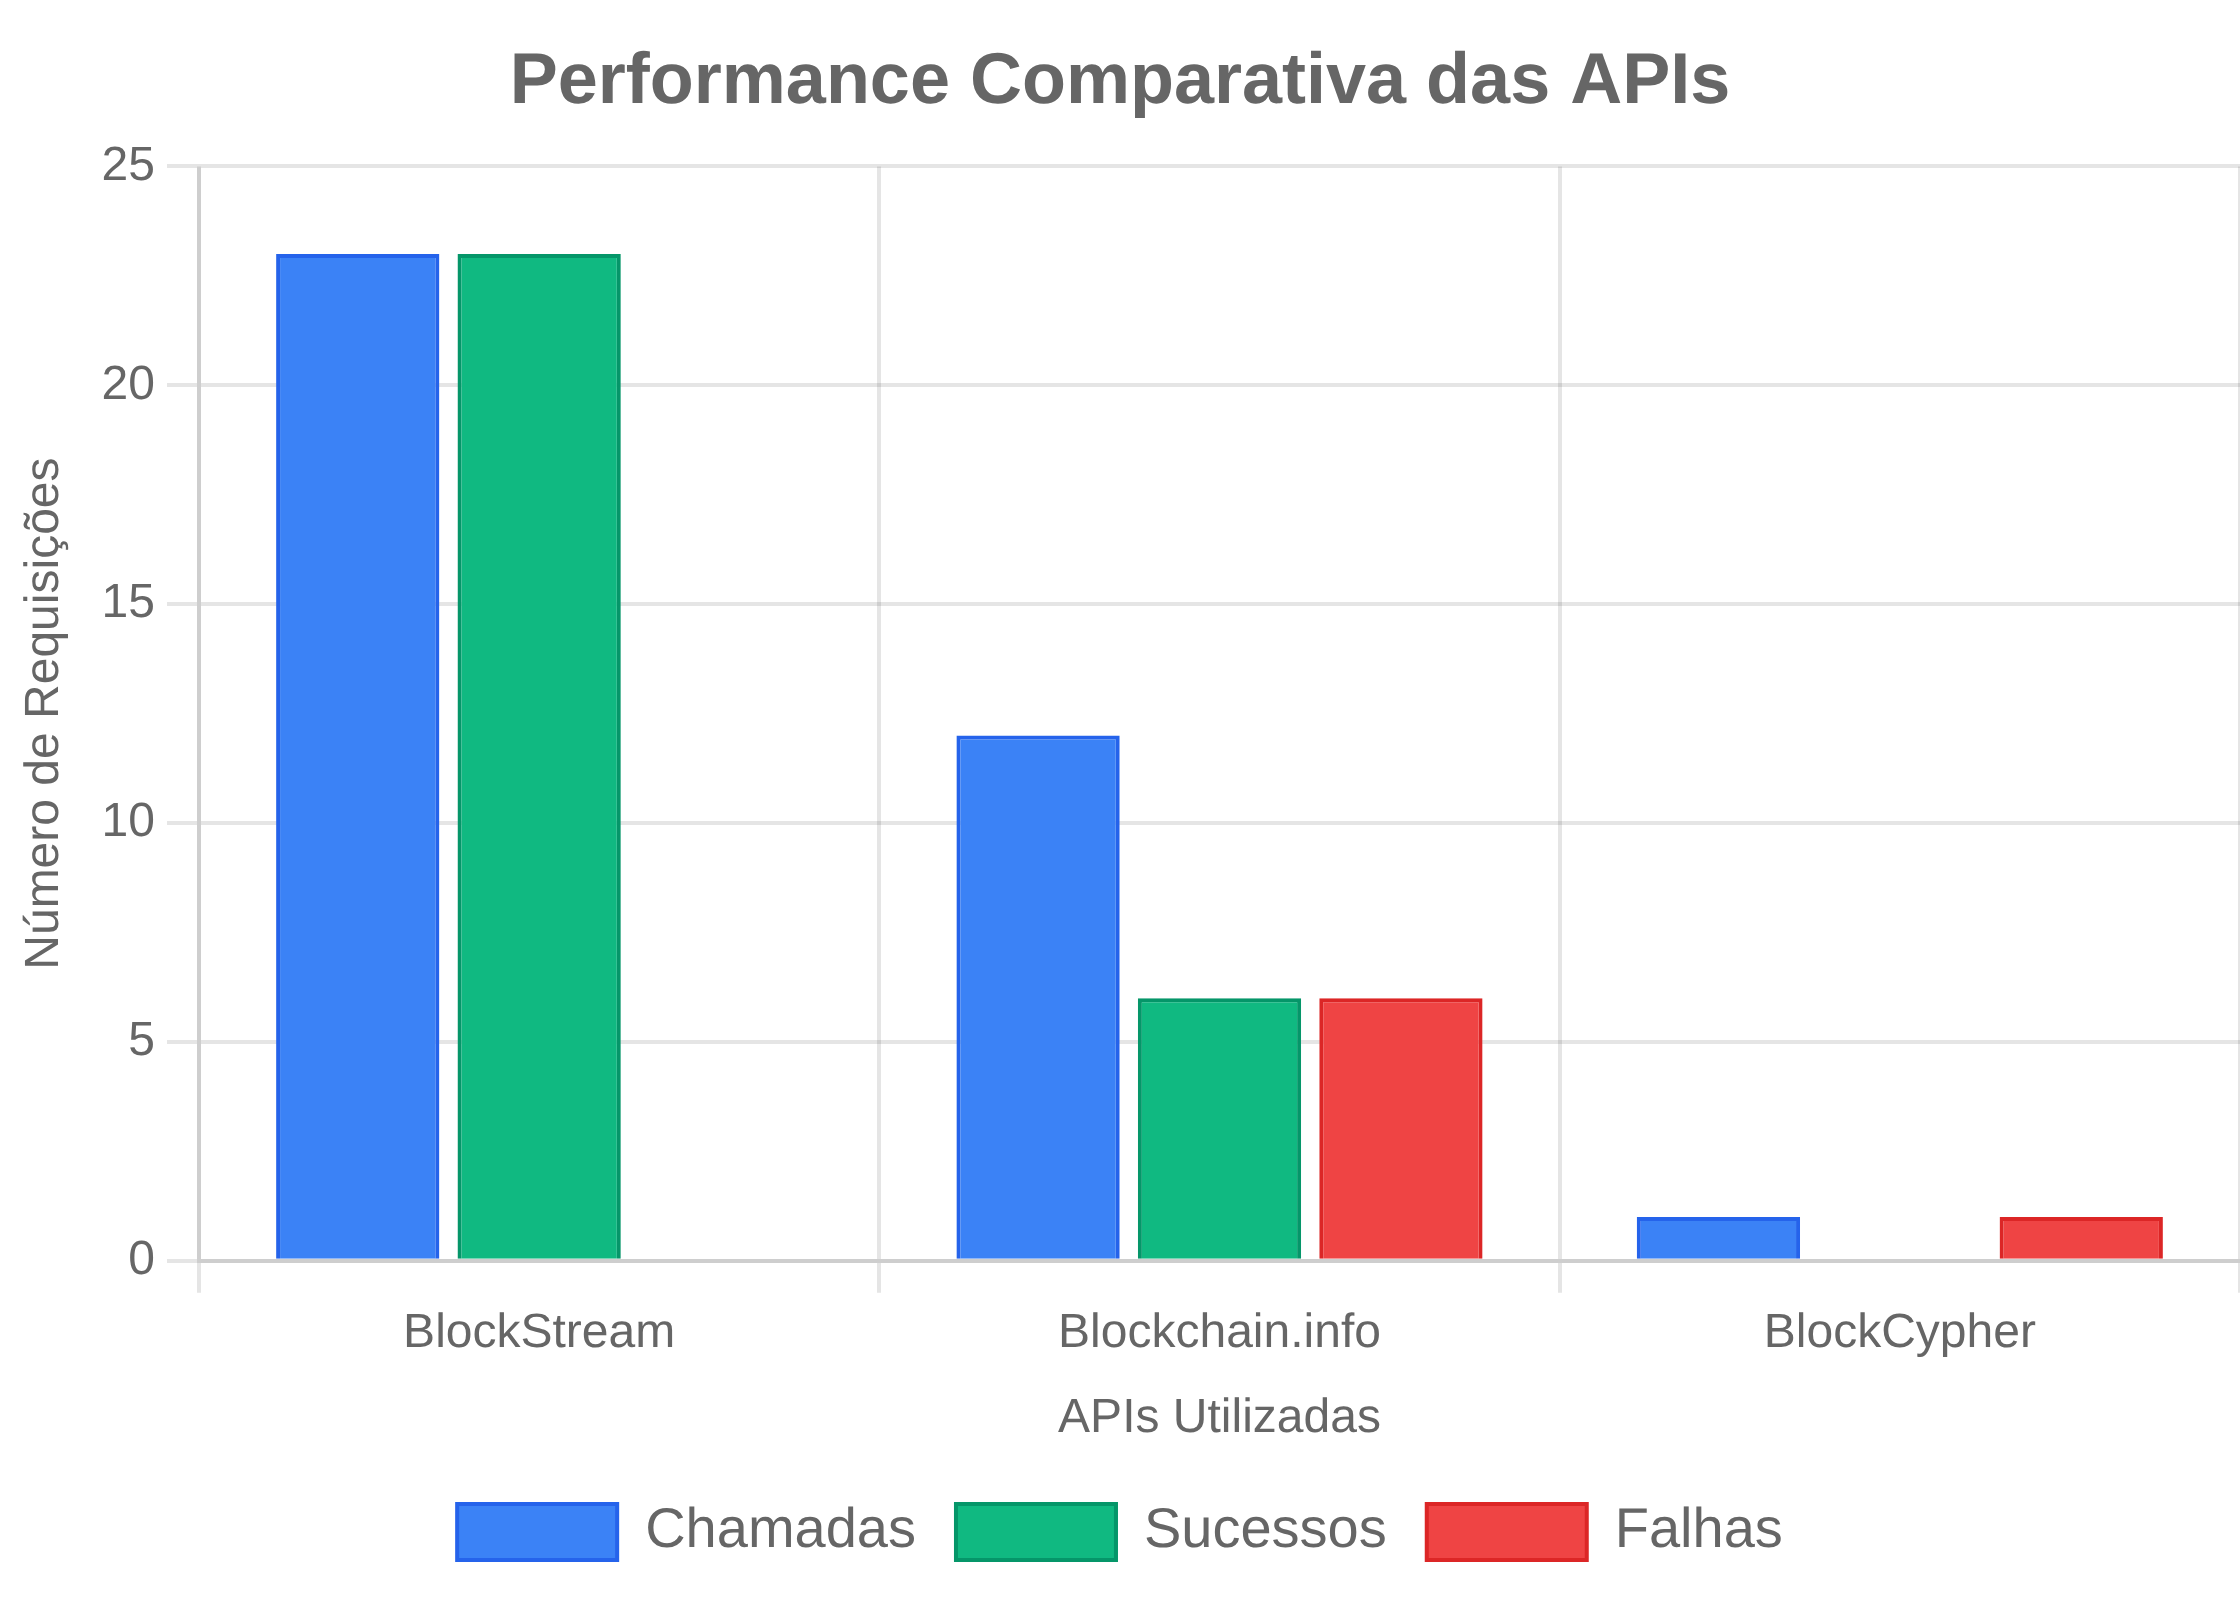 Performance Comparativa das APIs
25
20
15
10
5
0
Número de Requisições
BlockStream
Blockchain.info
BlockCypher
APIs Utilizadas
Chamadas
Sucessos
Falhas